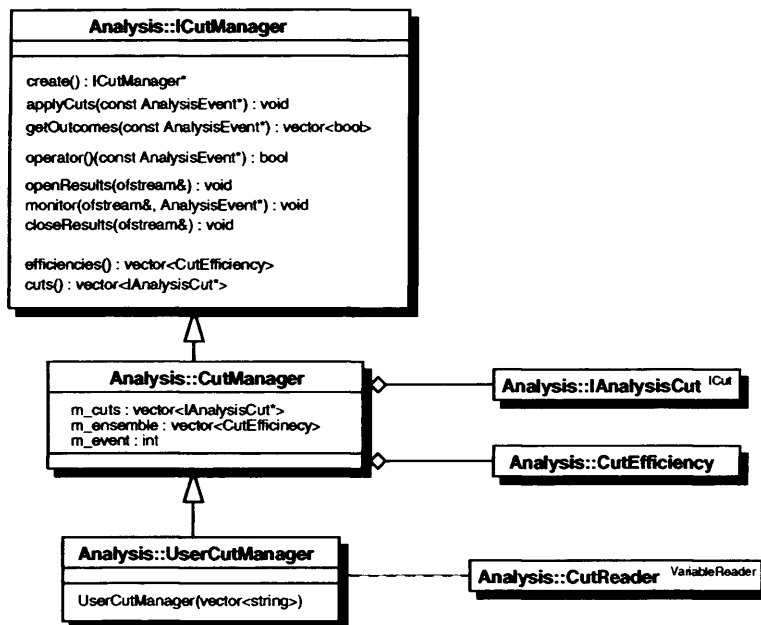 Analysis::ICutManager
create() : ICutManager*
applyCuts(const AnalysisEvent*) : void
getOutcomes(const AnalysisEvent*) : vector<bool>
operator()(const AnalysisEvent*) : bool
openResults(ofstream&) : void
monitor(ofstream&, AnalysisEvent*) : void
closeResults(ofstream&) : void
efficiencies() : vector<CutEfficiency>
cuts() : vector<IAnalysisCut*>
Analysis::CutManager
m_cuts : vector<IAnalysisCut*>
m_ensemble : vector<CutEfficinecy>
m_event : int
Analysis::IAnalysisCut ICut
Analysis::CutEfficiency
Analysis::UserCutManager
UserCutManager(vector<string>)
Analysis::CutReader VariableReader